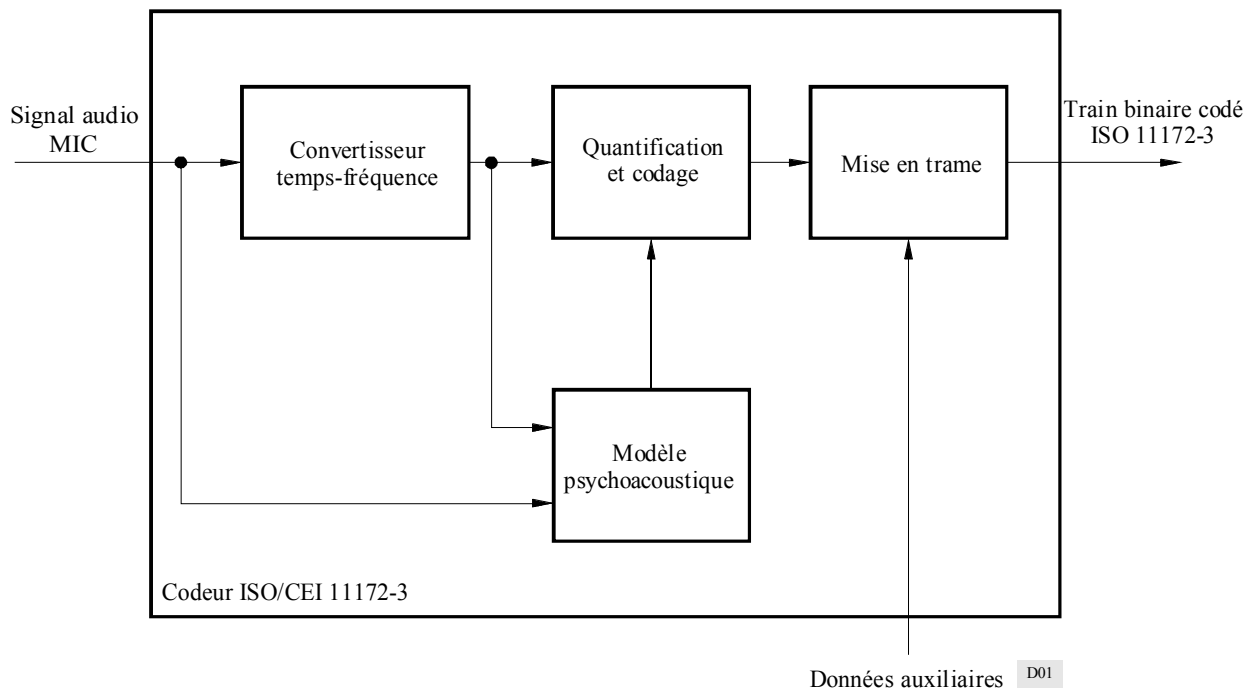 Signal audio
MIC
Convertisseur
temps-fréquence
Quantification
et codage
Mise en trame
Train binaire codé
ISO 11172-3
Modèle
psychoacoustique
Codeur ISO/CEI 11172-3
Données auxiliaires
D01